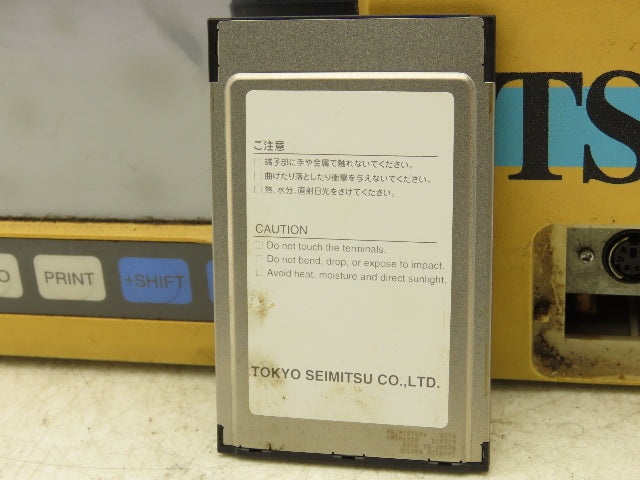 ご注意
□ 端子部に手や金属で触れないでください。
□ 曲げたり落としたり衝撃を与えないでください。
□ 熱、水分、直射日光をさけてください。
CAUTION
□ Do not touch the terminals.
□ Do not bend, drop, or expose to impact.
□ Avoid heat, moisture and direct sunlight.
TOKYO SEIMITSU CO.,LTD.
TS
O
PRINT
+SHIFT